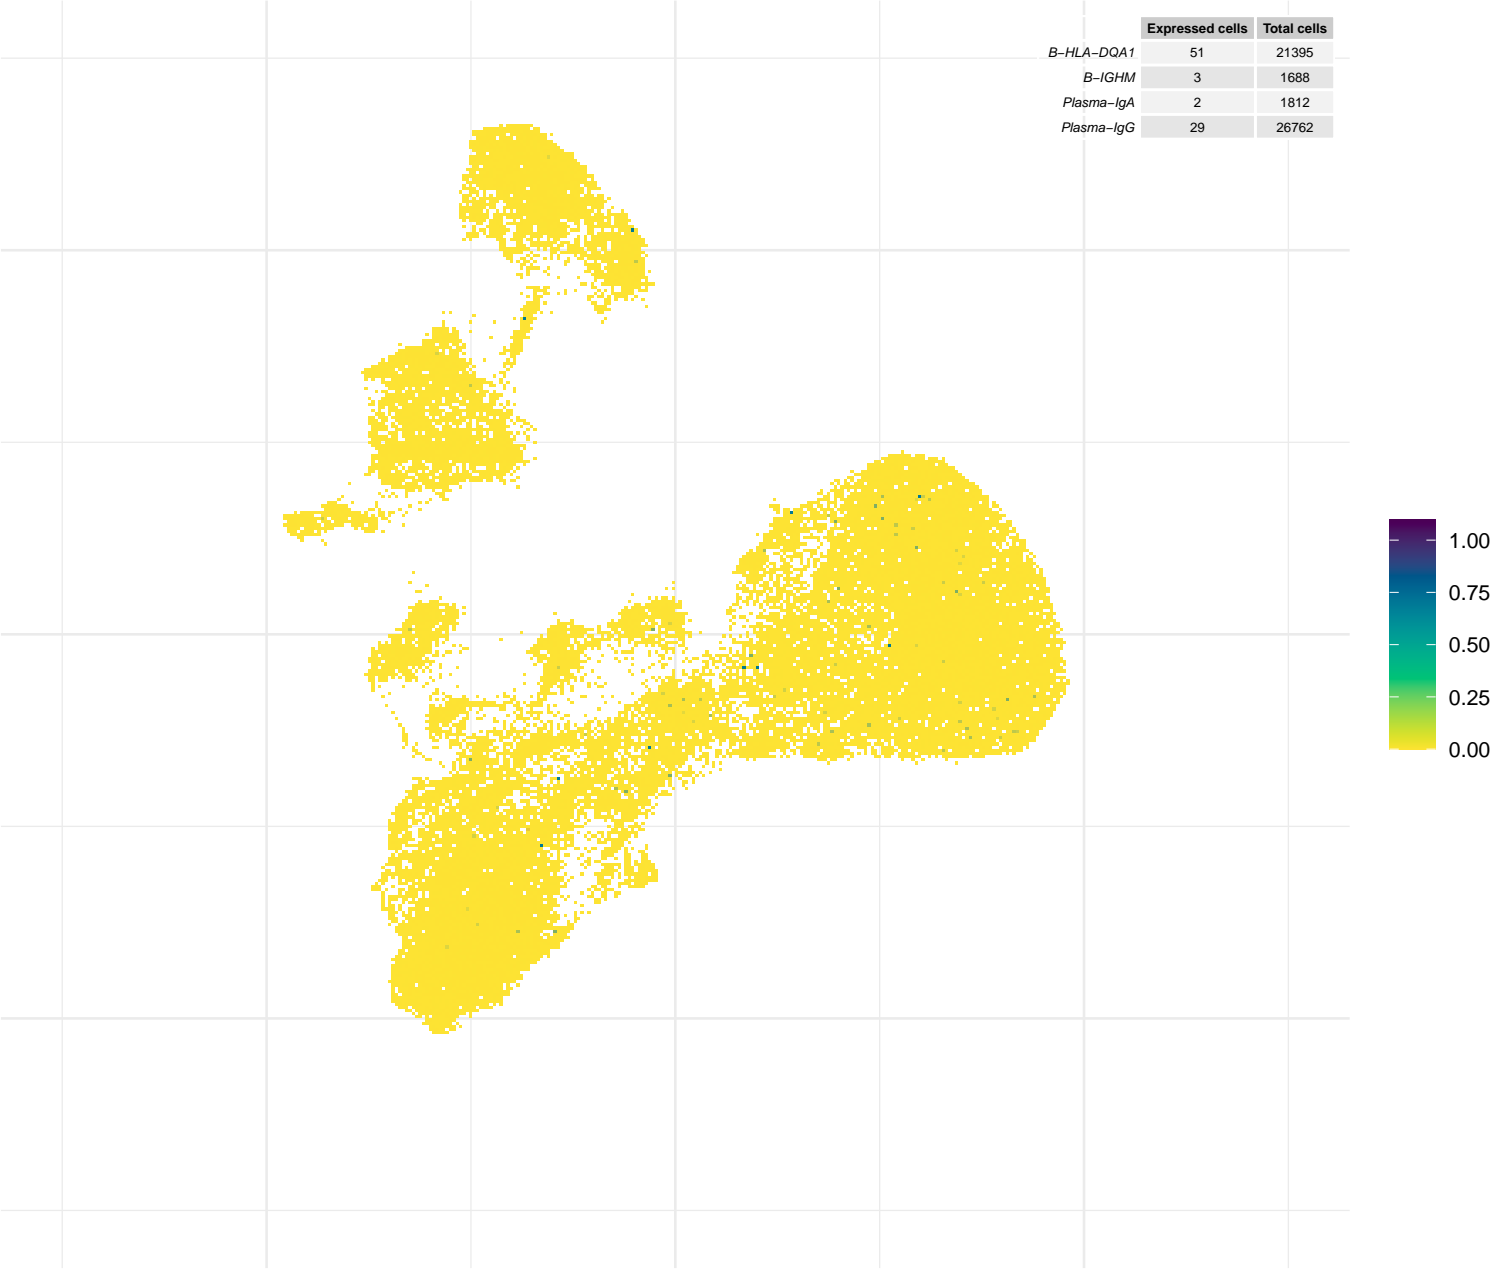 Expressed cells Total cells
B−HLA−DQA1 51 21395
B−IGHM 3 1688
Plasma−IgA 2 1812
Plasma−IgG 29 26762
1.00
0.75
0.50
0.25
0.00